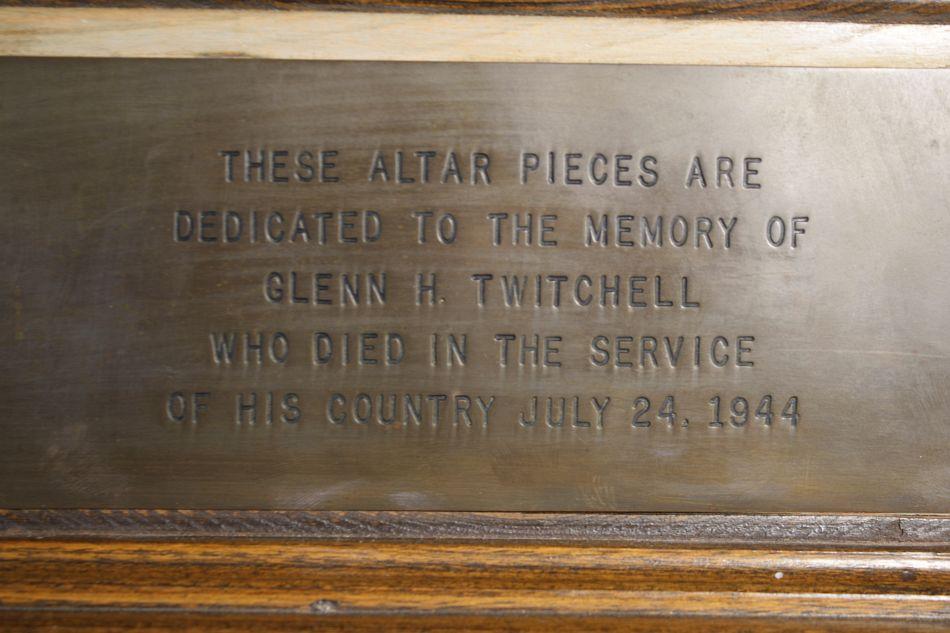 THESE ALTAR PIECES ARE
DEDICATED TO THE MEMORY OF
GLENN H. TWITCHELL
WHO DIED IN THE SERVICE
OF HIS COUNTRY JULY 24. 1944